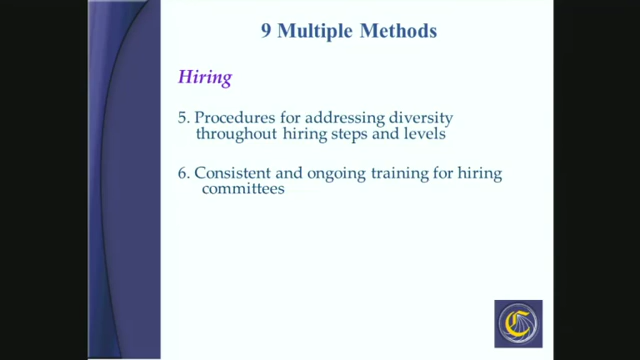 9 Multiple Methods
Hiring
5. Procedures for addressing diversity
throughout hiring steps and levels
6. Consistent and ongoing training for hiring
committees